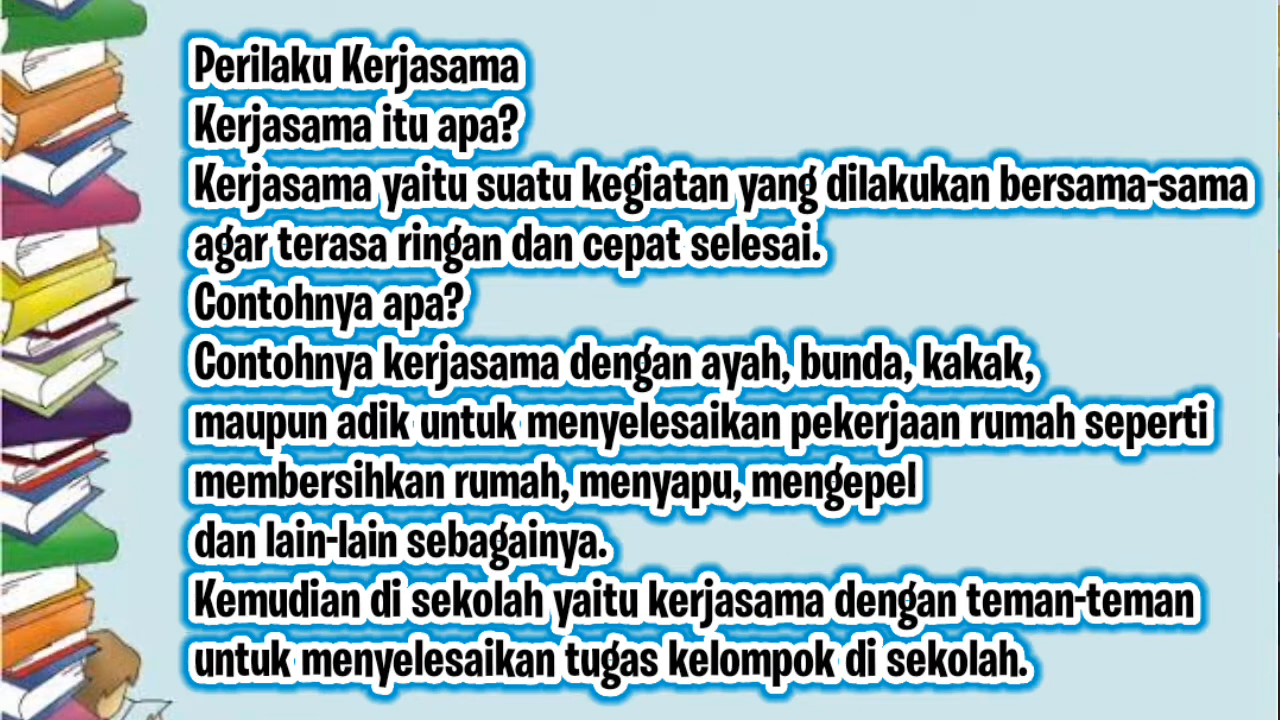 Perilaku Kerjasama
Kerjasama itu apa?
Kerjasama yaitu suatu kegiatan yang dilakukan bersama-sama
agar terasa ringan dan cepat selesai.
Contohnya apa?
Contohnya kerjasama dengan ayah, bunda, kakak,
maupun adik untuk menyelesaikan pekerjaan rumah seperti
membersihkan rumah, menyapu, mengepel
dan lain-lain sebagainya.
Kemudian di sekolah yaitu kerjasama dengan teman-teman
untuk menyelesaikan tugas kelompok di sekolah.